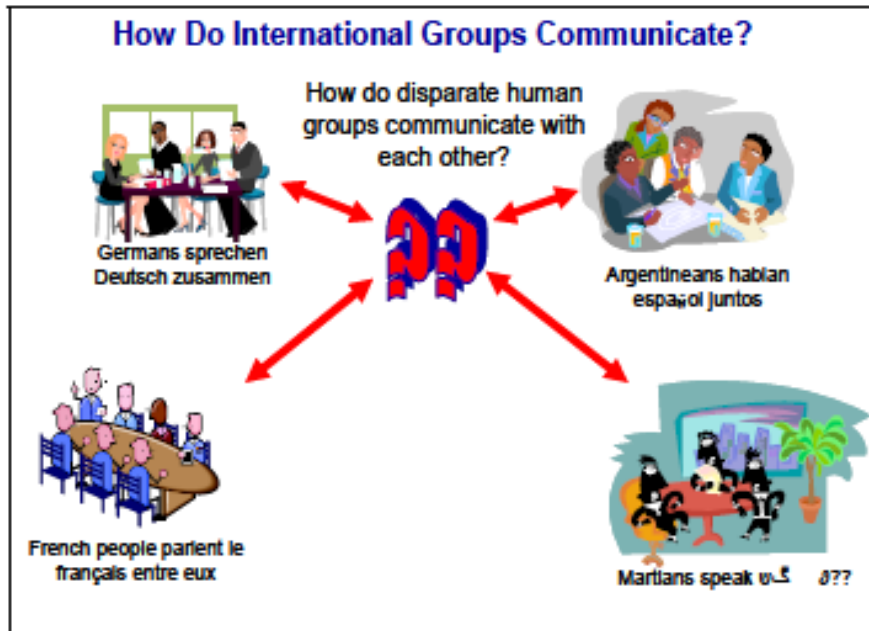 How Do International Groups Communicate?
How do disparate human
groups communicate with
each other?
Germans sprechen
Deutsch zusammen
Argentineans hablan
español juntos
French people parlent le
français entre eux
Martians speak